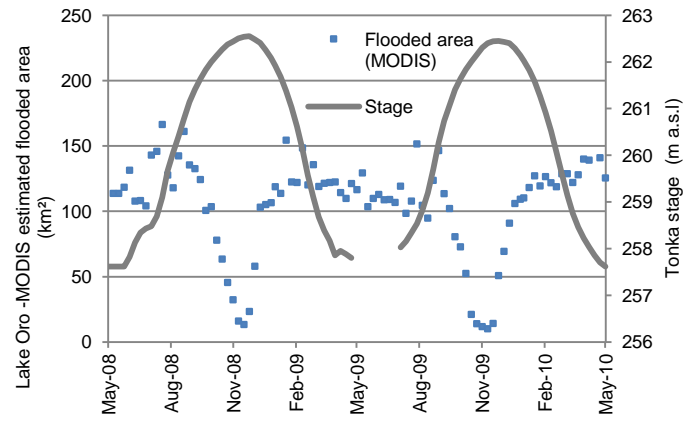 250
200
150
100
50
0
Lake Oro -MODIS estimated flooded area
(km²)
Flooded area
(MODIS)
Stage
263
262
261
260
259
258
257
256
Tonka stage (m a.s.l)
May-08
Aug-08
Nov-08
Feb-09
May-09
Aug-09
Nov-09
Feb-10
May-10